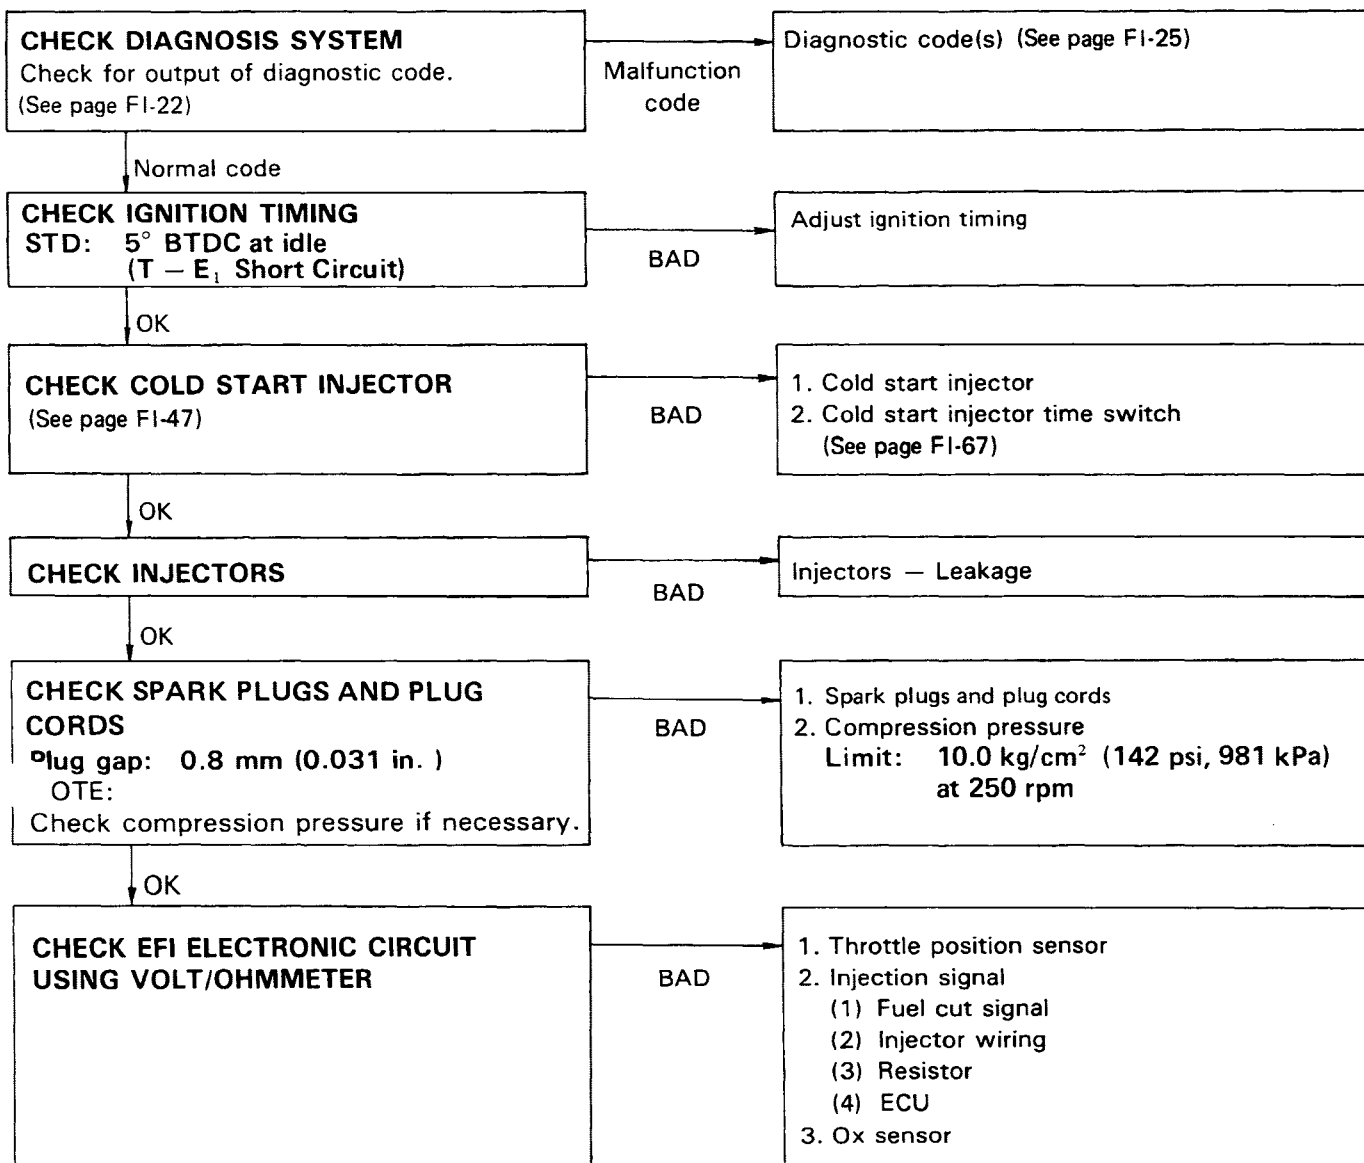 CHECK DIAGNOSIS SYSTEM
Check for output of diagnostic code.
(See page FI-22)
Malfunction
code
Diagnostic code(s) (See page FI-25)
Normal code
CHECK IGNITION TIMING
STD: 5° BTDC at idle
(T – E₁ Short Circuit)
BAD
Adjust ignition timing
OK
CHECK COLD START INJECTOR
(See page FI-47)
BAD
1. Cold start injector
2. Cold start injector time switch
(See page FI-67)
OK
CHECK INJECTORS
BAD
Injectors — Leakage
OK
CHECK SPARK PLUGS AND PLUG
CORDS
Plug gap: 0.8 mm (0.031 in. )
OTE:
Check compression pressure if necessary.
BAD
1. Spark plugs and plug cords
2. Compression pressure
Limit: 10.0 kg/cm² (142 psi, 981 kPa)
at 250 rpm
OK
CHECK EFI ELECTRONIC CIRCUIT
USING VOLT/OHMMETER
BAD
1. Throttle position sensor
2. Injection signal
(1) Fuel cut signal
(2) Injector wiring
(3) Resistor
(4) ECU
3. Ox sensor